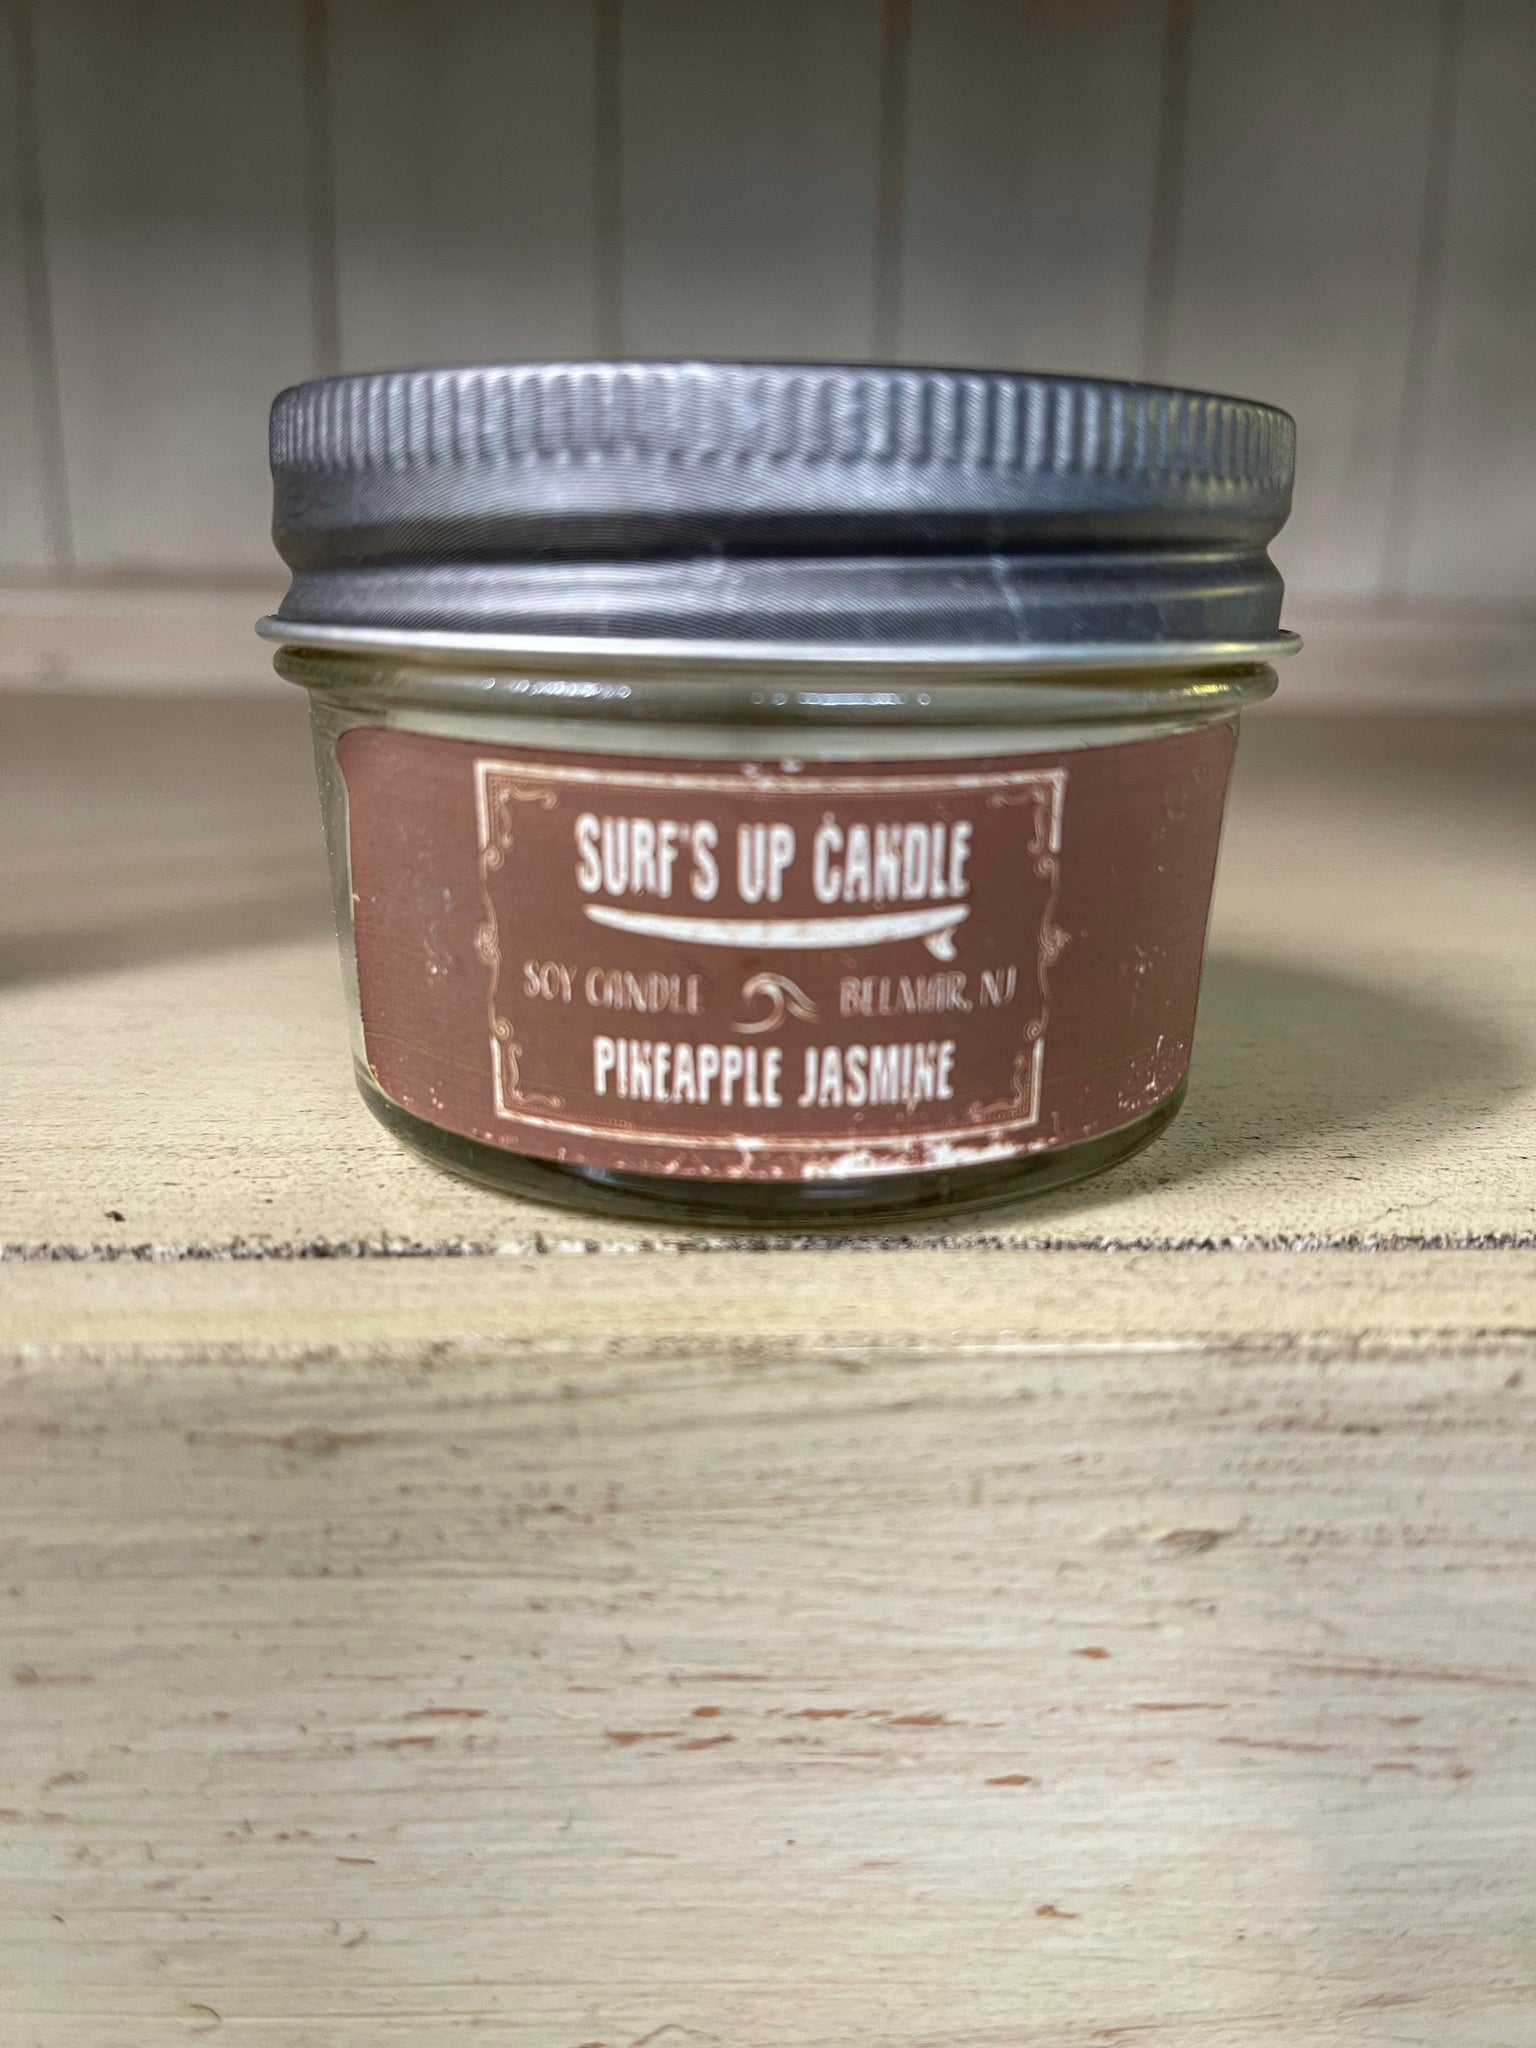 SURF'S UP CANDLE
SOY CANDLE BELMAR, NJ
PINEAPPLE JASMINE